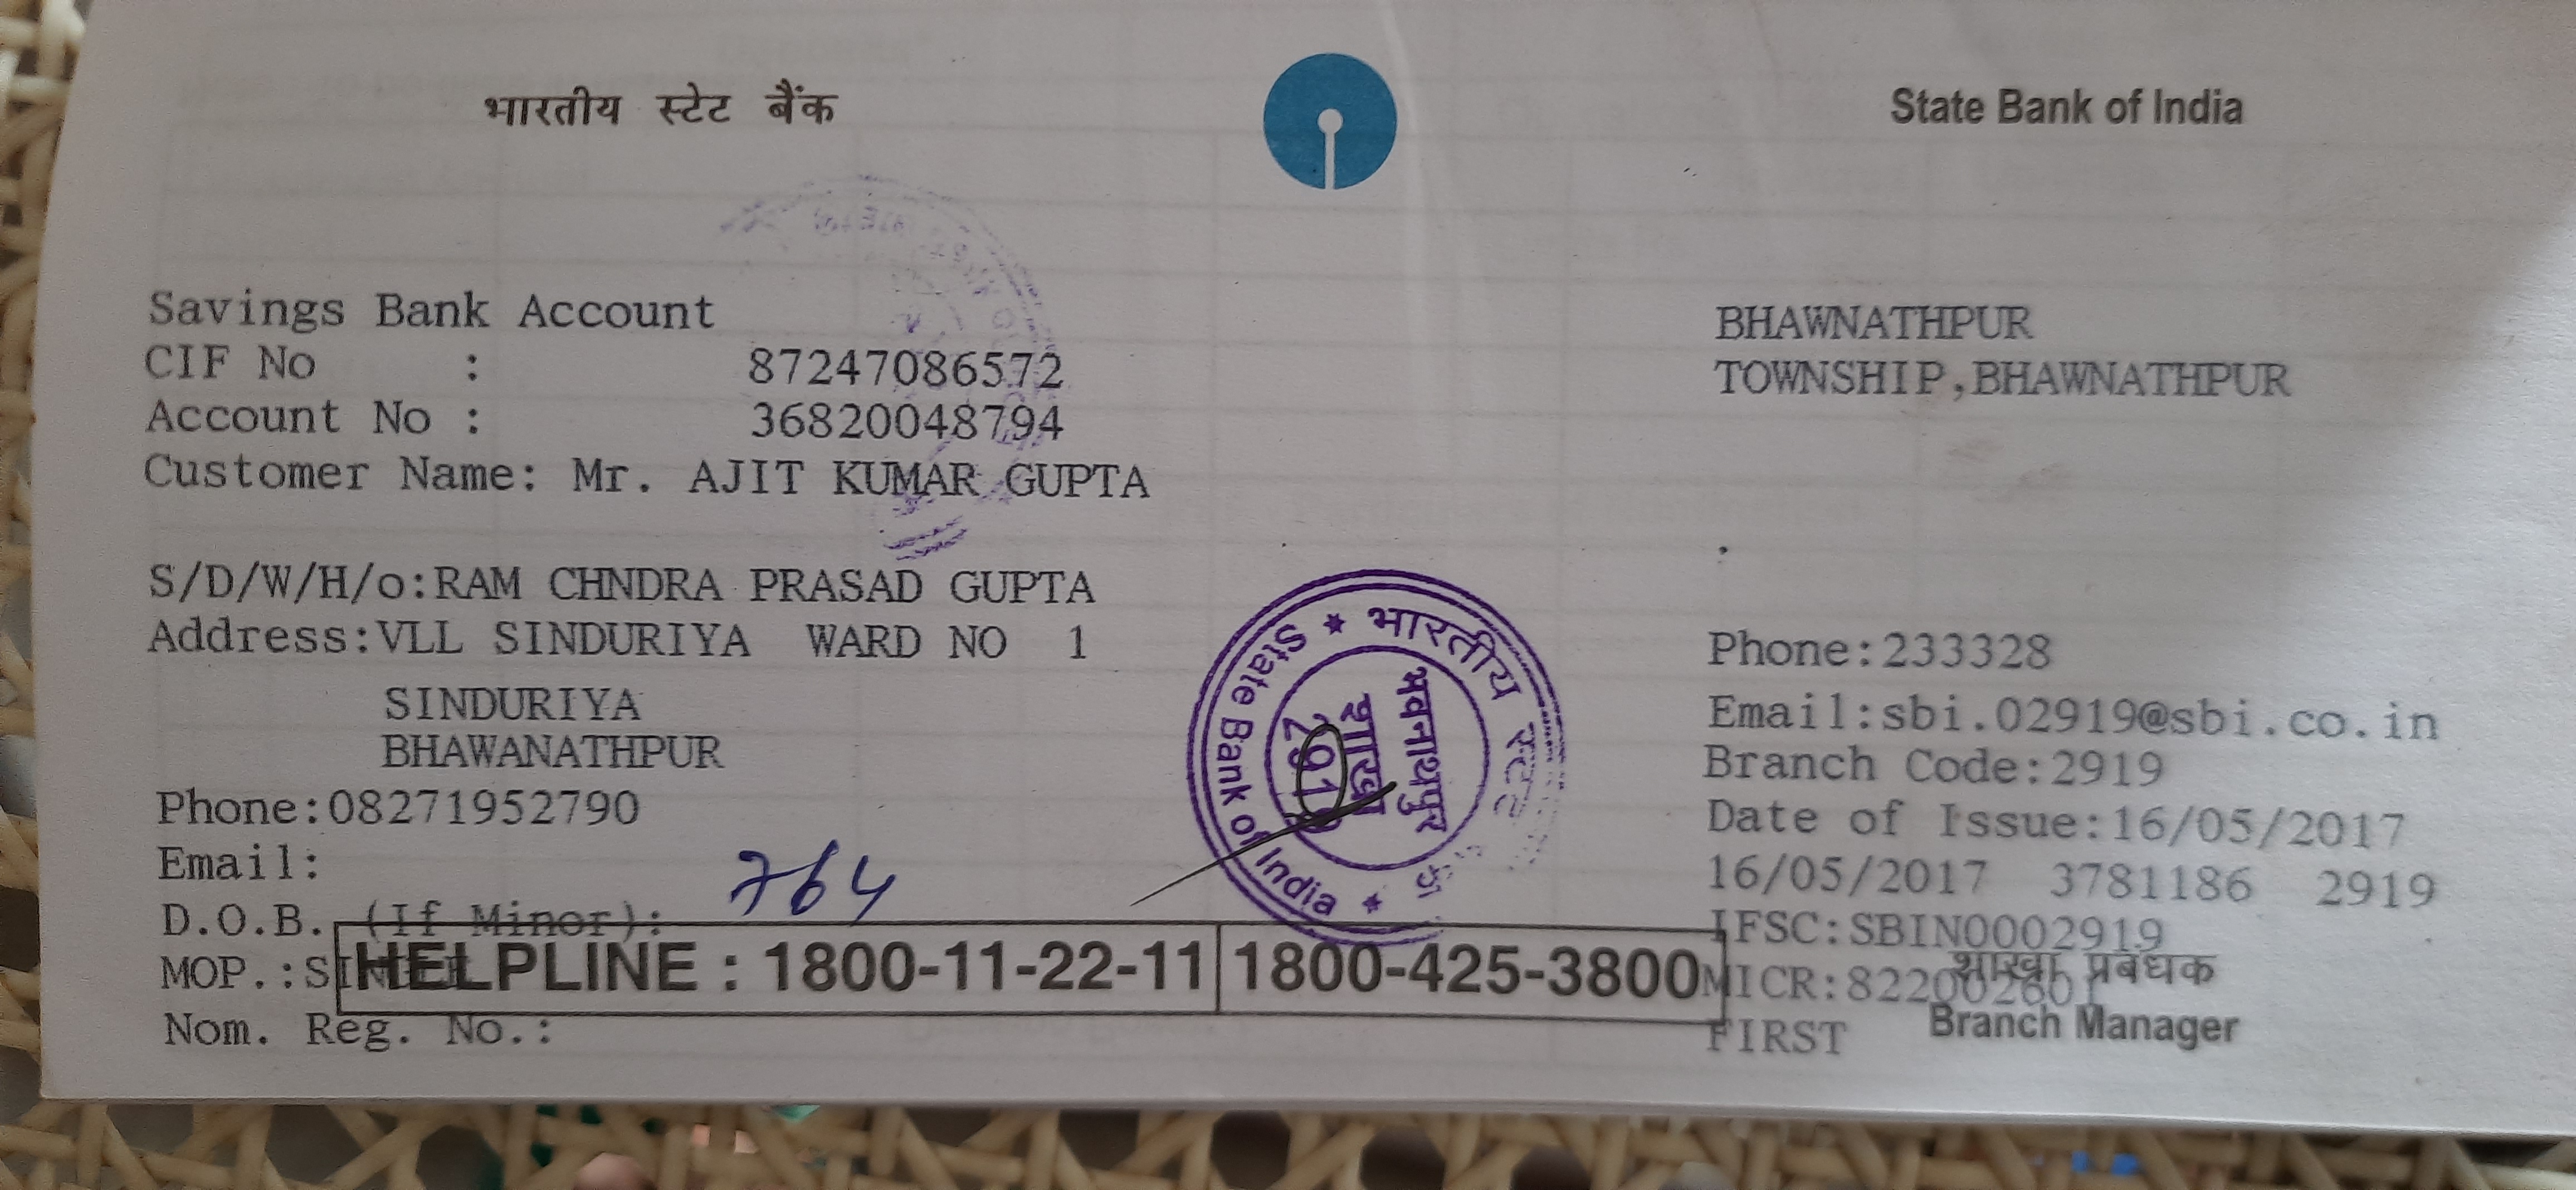 भारतीय स्टेट बैंक
State Bank of India
Savings Bank Account
CIF No : 87247086572
Account No : 36820048794
Customer Name: Mr. AJIT KUMAR GUPTA
S/D/W/H/o:RAM CHNDRA PRASAD GUPTA
Address:VLL SINDURIYA WARD NO 1
SINDURIYA
BHAWANATHPUR
Phone:08271952790
Email:
D.O.B. (If Minor):
MOP.:
Nom. Reg. No.:
764
HELPLINE : 1800-11-22-11 1800-425-3800
भारतीय स्टेट
State Bank of India
भवनाथपुर
शाखा
2919
BHAWNATHPUR
TOWNSHIP,BHAWNATHPUR
Phone:233328
Email:sbi.02919@sbi.co.in
Branch Code:2919
Date of Issue:16/05/2017
16/05/2017 3781186 2919
IFSC:SBIN0002919
MICR:822002601
FIRST
शाखा प्रबंधक
Branch Manager